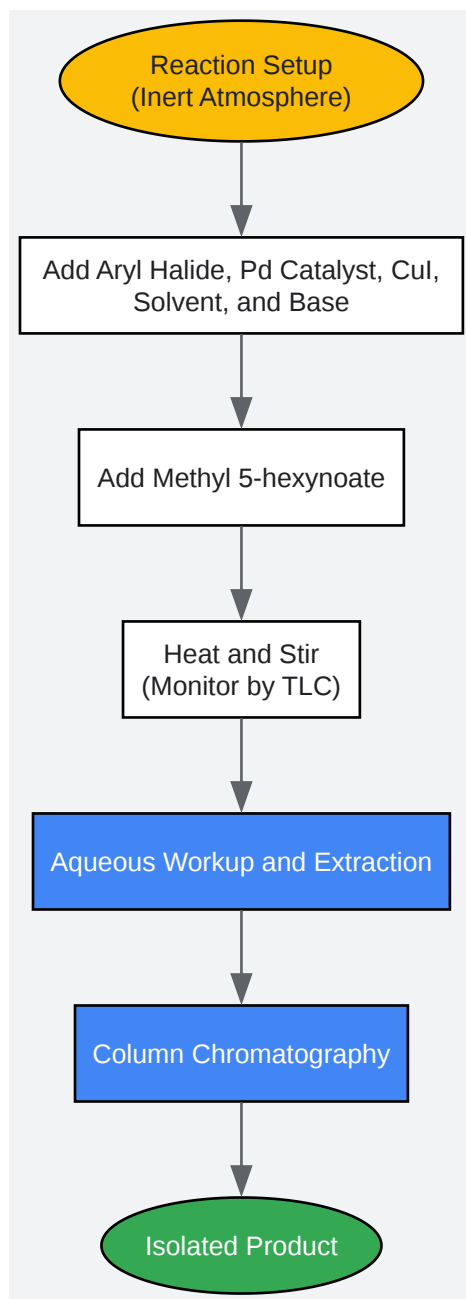 Reaction Setup
(Inert Atmosphere)
Add Aryl Halide, Pd Catalyst, CuI,
Solvent, and Base
Add Methyl 5-hexynoate
Heat and Stir
(Monitor by TLC)
Aqueous Workup and Extraction
Column Chromatography
Isolated Product